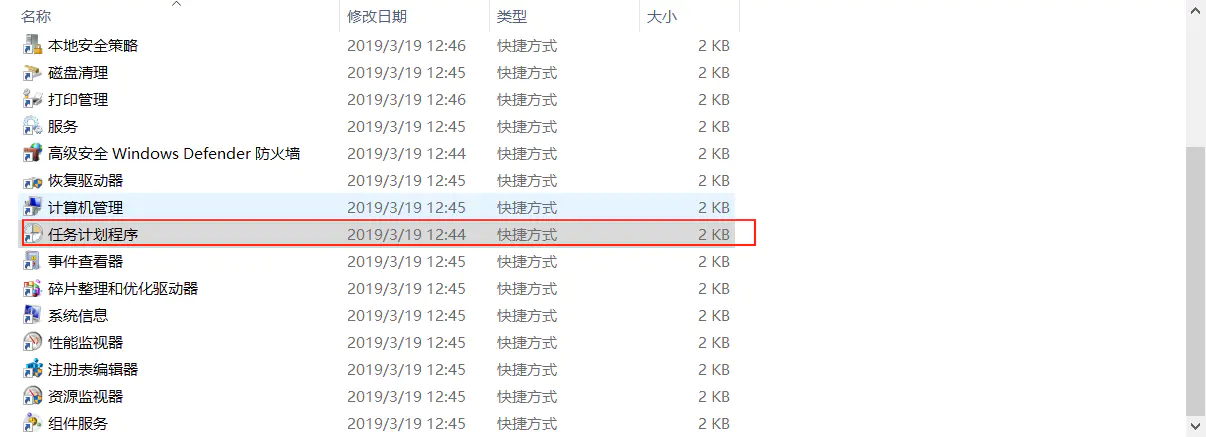 名称 修改日期 类型 大小
本地安全策略 2019/3/19 12:46 快捷方式 2 KB
磁盘清理 2019/3/19 12:45 快捷方式 2 KB
打印管理 2019/3/19 12:46 快捷方式 2 KB
服务 2019/3/19 12:45 快捷方式 2 KB
高级安全 Windows Defender 防火墙 2019/3/19 12:44 快捷方式 2 KB
恢复驱动器 2019/3/19 12:45 快捷方式 2 KB
计算机管理 2019/3/19 12:45 快捷方式 2 KB
任务计划程序 2019/3/19 12:44 快捷方式 2 KB
事件查看器 2019/3/19 12:45 快捷方式 2 KB
碎片整理和优化驱动器 2019/3/19 12:45 快捷方式 2 KB
系统信息 2019/3/19 12:45 快捷方式 2 KB
性能监视器 2019/3/19 12:45 快捷方式 2 KB
注册表编辑器 2019/3/19 12:45 快捷方式 2 KB
资源监视器 2019/3/19 12:45 快捷方式 2 KB
组件服务 2019/3/19 12:45 快捷方式 2 KB